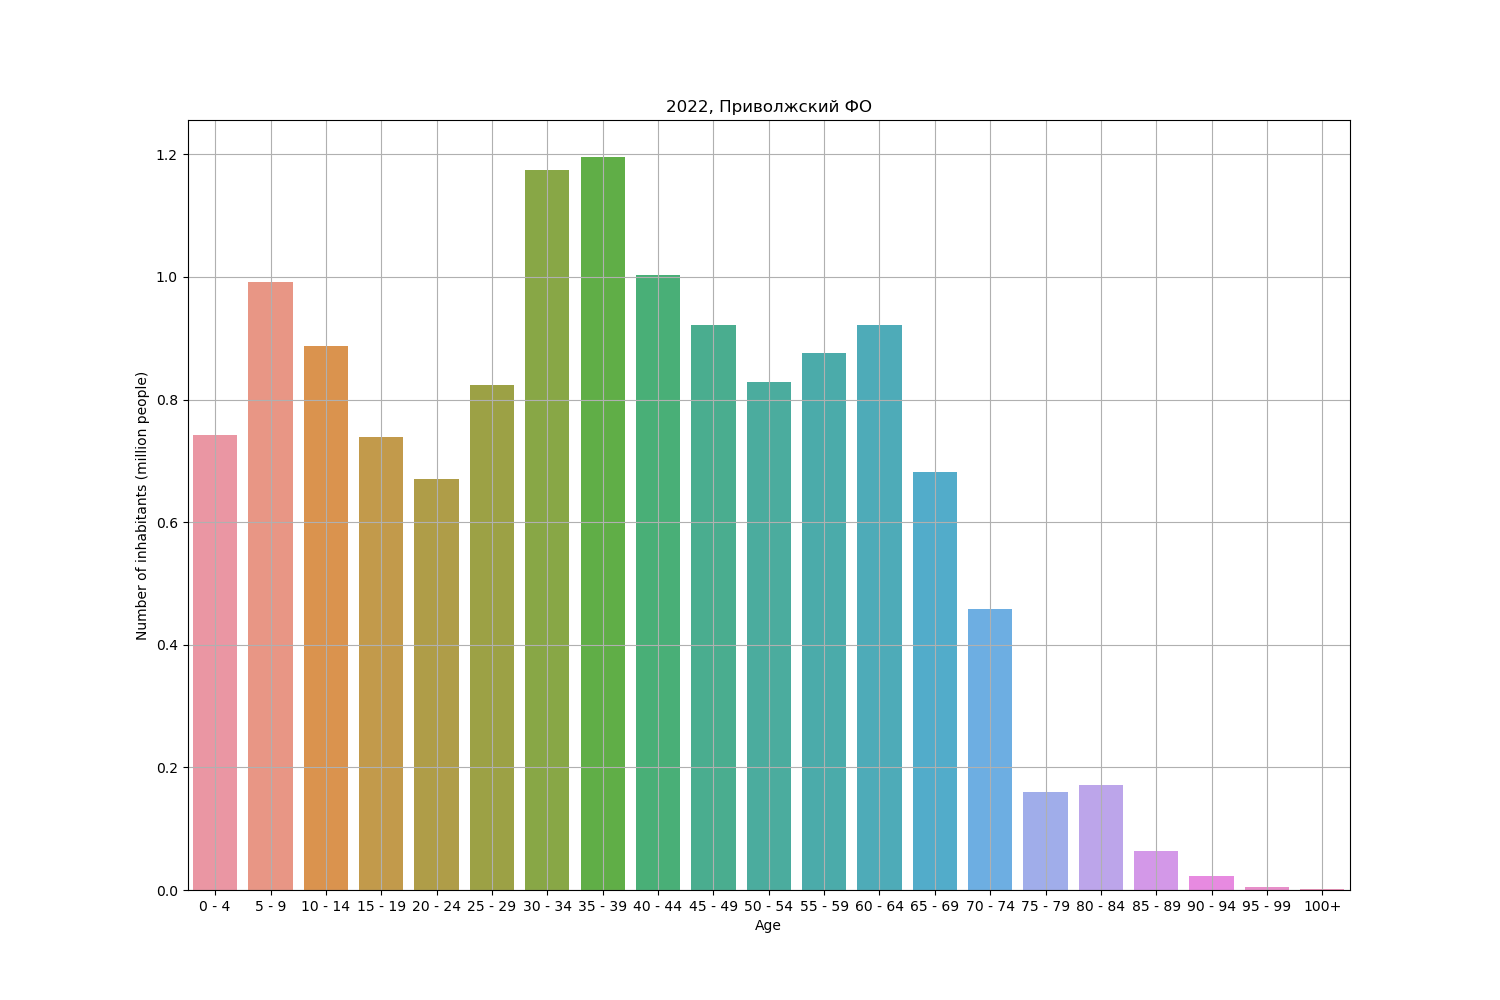 2022, Приволжский ФО
1.2
1.0
0.8
0.6
0.4
0.2
0.0
Number of inhabitants (million people)
0 - 4 5 - 9 10 - 14 15 - 19 20 - 24 25 - 29 30 - 34 35 - 39 40 - 44 45 - 49 50 - 54 55 - 59 60 - 64 65 - 69 70 - 74 75 - 79 80 - 84 85 - 89 90 - 94 95 - 99 100+
Age